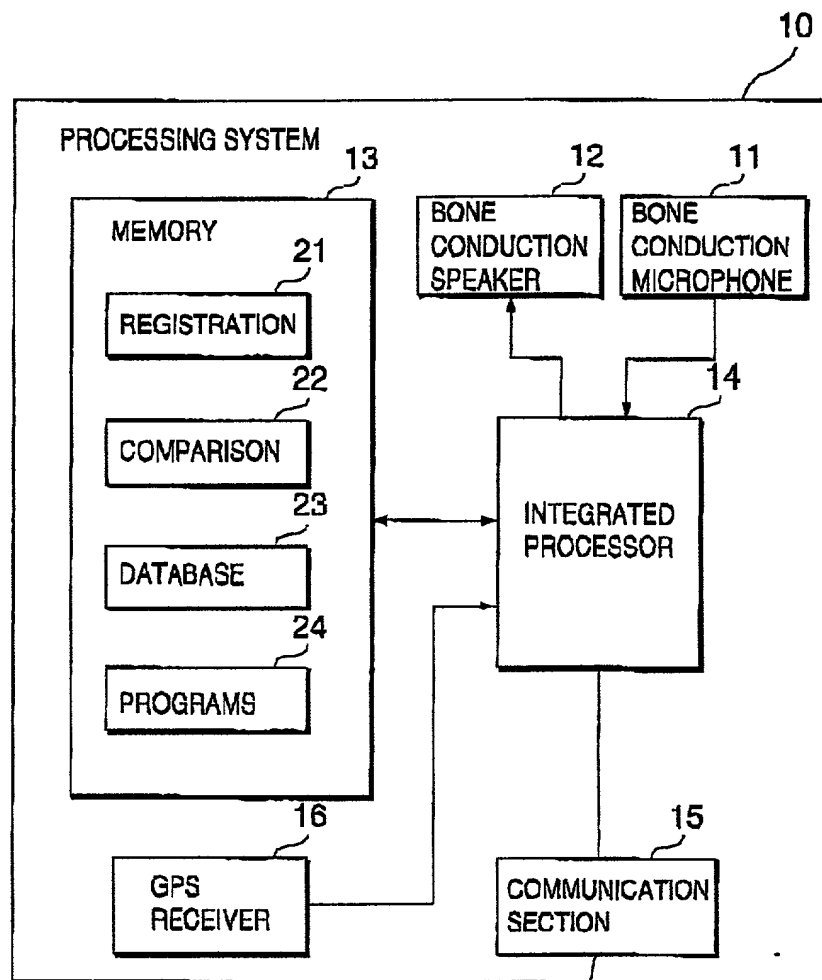 10
PROCESSING SYSTEM
13
MEMORY
21
REGISTRATION
22
COMPARISON
23
DATABASE
24
PROGRAMS
12
BONE
CONDUCTION
SPEAKER
11
BONE
CONDUCTION
MICROPHONE
14
INTEGRATED
PROCESSOR
16
GPS
RECEIVER
15
COMMUNICATION
SECTION